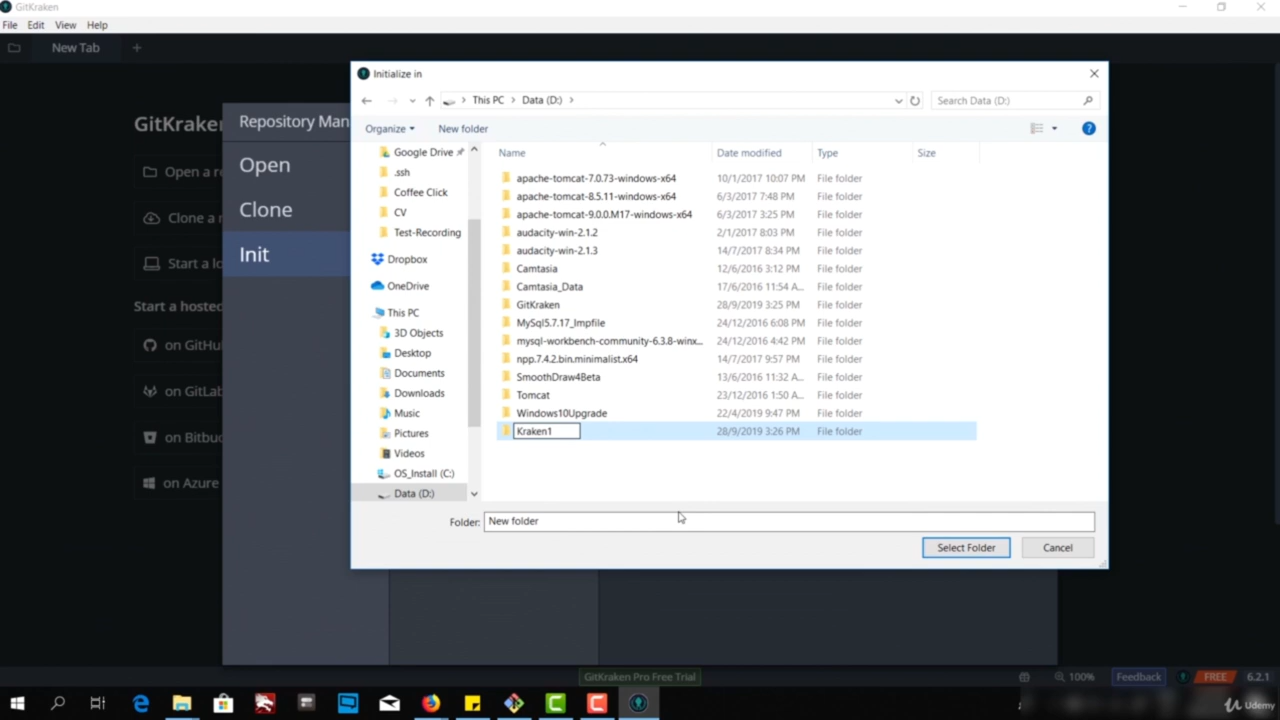 GitKraken
File Edit View Help
New Tab
Initialize in
This PC Data (D:)
Search Data (D:)
Organize New folder
Name Date modified Type Size
Google Drive
.ssh
Coffee Click
CV
Test-Recording
Dropbox
OneDrive
This PC
3D Objects
Desktop
Documents
Downloads
Music
Pictures
Videos
OS_Install (C:)
Data (D:)
apache-tomcat-7.0.73-windows-x64 10/1/2017 10:07 PM File folder
apache-tomcat-8.5.11-windows-x64 6/3/2017 7:48 PM File folder
apache-tomcat-9.0.0.M17-windows-x64 6/3/2017 3:25 PM File folder
audacity-win-2.1.2 2/1/2017 8:03 PM File folder
audacity-win-2.1.3 14/7/2017 8:34 PM File folder
Camtasia 12/6/2016 3:12 PM File folder
Camtasia_Data 17/6/2016 11:54 A... File folder
GitKraken 28/9/2019 3:25 PM File folder
MySql5.7.17_Impfile 24/12/2016 6:08 PM File folder
mysql-workbench-community-6.3.8-winx... 24/12/2016 4:42 PM File folder
npp.7.4.2.bin.minimalist.x64 14/7/2017 9:57 PM File folder
SmoothDraw4Beta 13/6/2016 11:32 A... File folder
Tomcat 23/12/2016 1:50 A... File folder
Windows10Upgrade 22/4/2019 9:47 PM File folder
Kraken1 28/9/2019 3:26 PM File folder
Folder: New folder
Select Folder Cancel
GitKraken
Open a re
Clone a r
Start a lo
Start a hosted
on GitHu
on GitLab
on Bitbuc
on Azure
Repository Man
Open
Clone
Init
GitKraken Pro Free Trial
100% Feedback FREE 6.2.1
Udemy